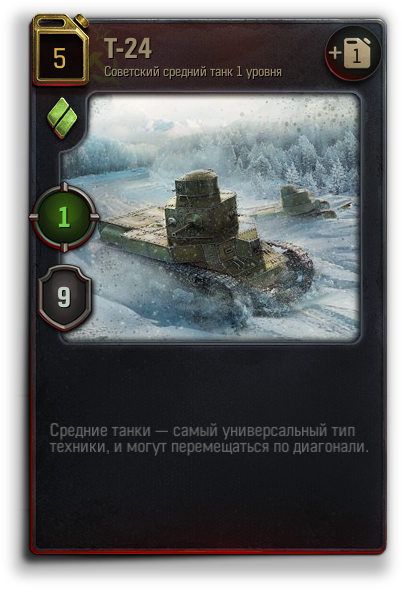 5
Т-24
Советский средний танк 1 уровня
+1
1
9
Средние танки — самый универсальный тип
техники, и могут перемещаться по диагонали.